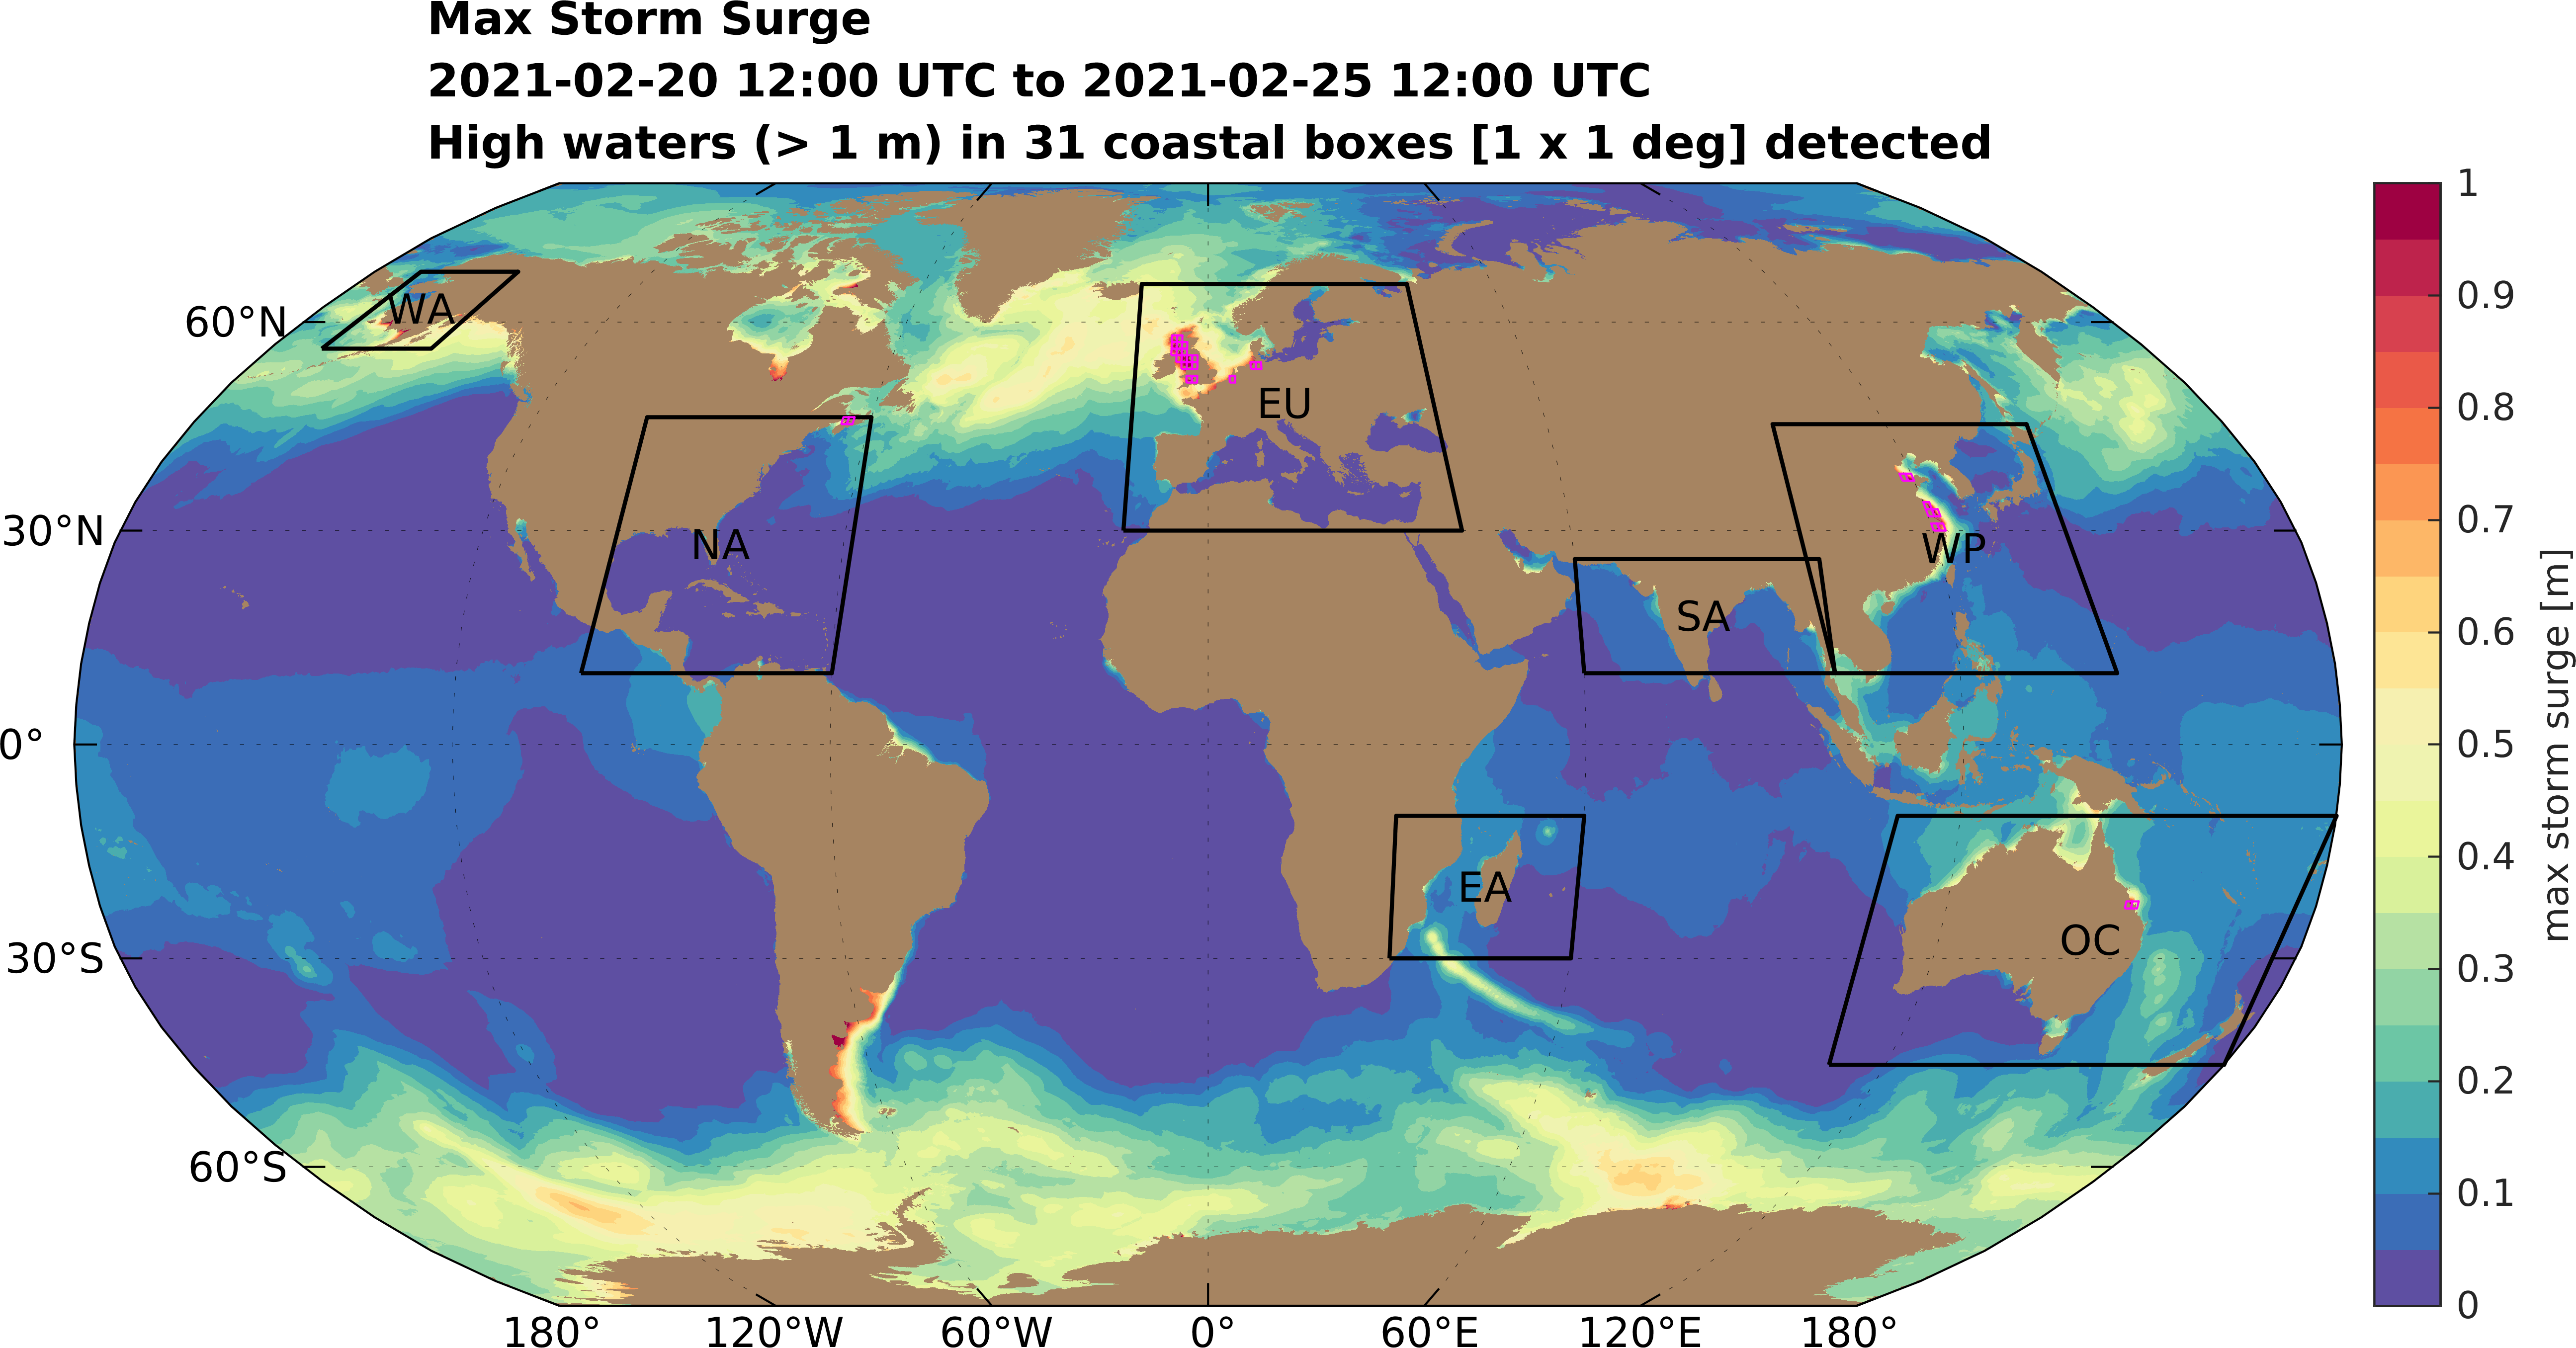 Max Storm Surge
2021-02-20 12:00 UTC to 2021-02-25 12:00 UTC
High waters (> 1 m) in 31 coastal boxes [1 x 1 deg] detected
60°N
30°N
0°
30°S
60°S
WA
NA
EU
SA
WP
EA
OC
180°
120°W
60°W
0°
60°E
120°E
180°
1
0.9
0.8
0.7
0.6
0.5
0.4
0.3
0.2
0.1
0
max storm surge [m]